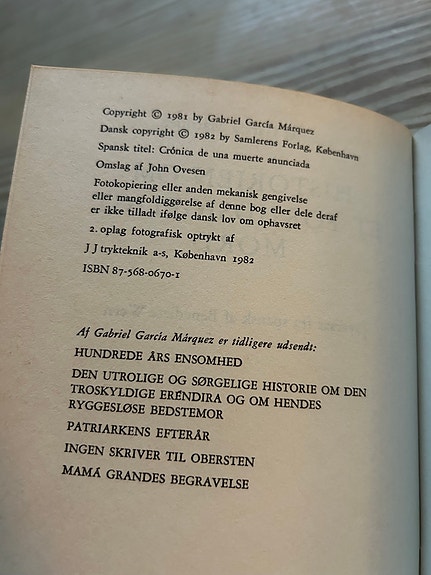 Copyright © 1981 by Gabriel García Márquez
Dansk copyright © 1982 by Samlerens Forlag, København
Spansk titel: Crónica de una muerte anunciada
Omslag af John Ovesen
Fotokopiering eller anden mekanisk gengivelse
eller mangfoldiggørelse af denne bog eller dele deraf
er ikke tilladt ifølge dansk lov om ophavsret
2. oplag fotografisk optrykt af
J J trykteknik a-s, København 1982
ISBN 87-568-0670-1
Af Gabriel García Márquez er tidligere udsendt:
HUNDREDE ÅRS ENSOMHED
DEN UTROLIGE OG SØRGELIGE HISTORIE OM DEN
TROSKYLDIGE ERÉNDIRA OG OM HENDES
RYGGESLØSE BEDSTEMOR
PATRIARKENS EFTERÅR
INGEN SKRIVER TIL OBERSTEN
MAMÁ GRANDES BEGRAVELSE